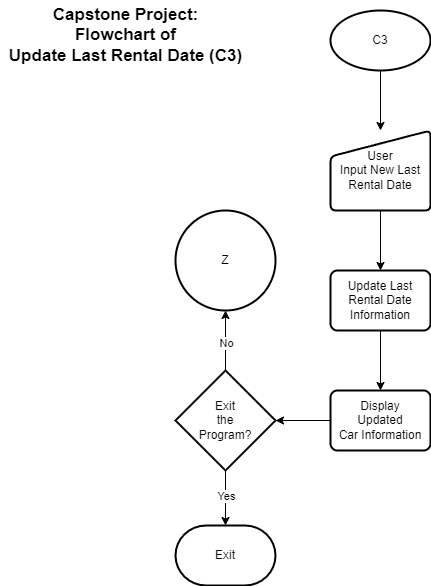 Capstone Project:
Flowchart of
Update Last Rental Date (C3)
C3
User
Input New Last
Rental Date
Update Last
Rental Date
Information
Display
Updated
Car Information
Exit
the
Program?
No
Z
Yes
Exit